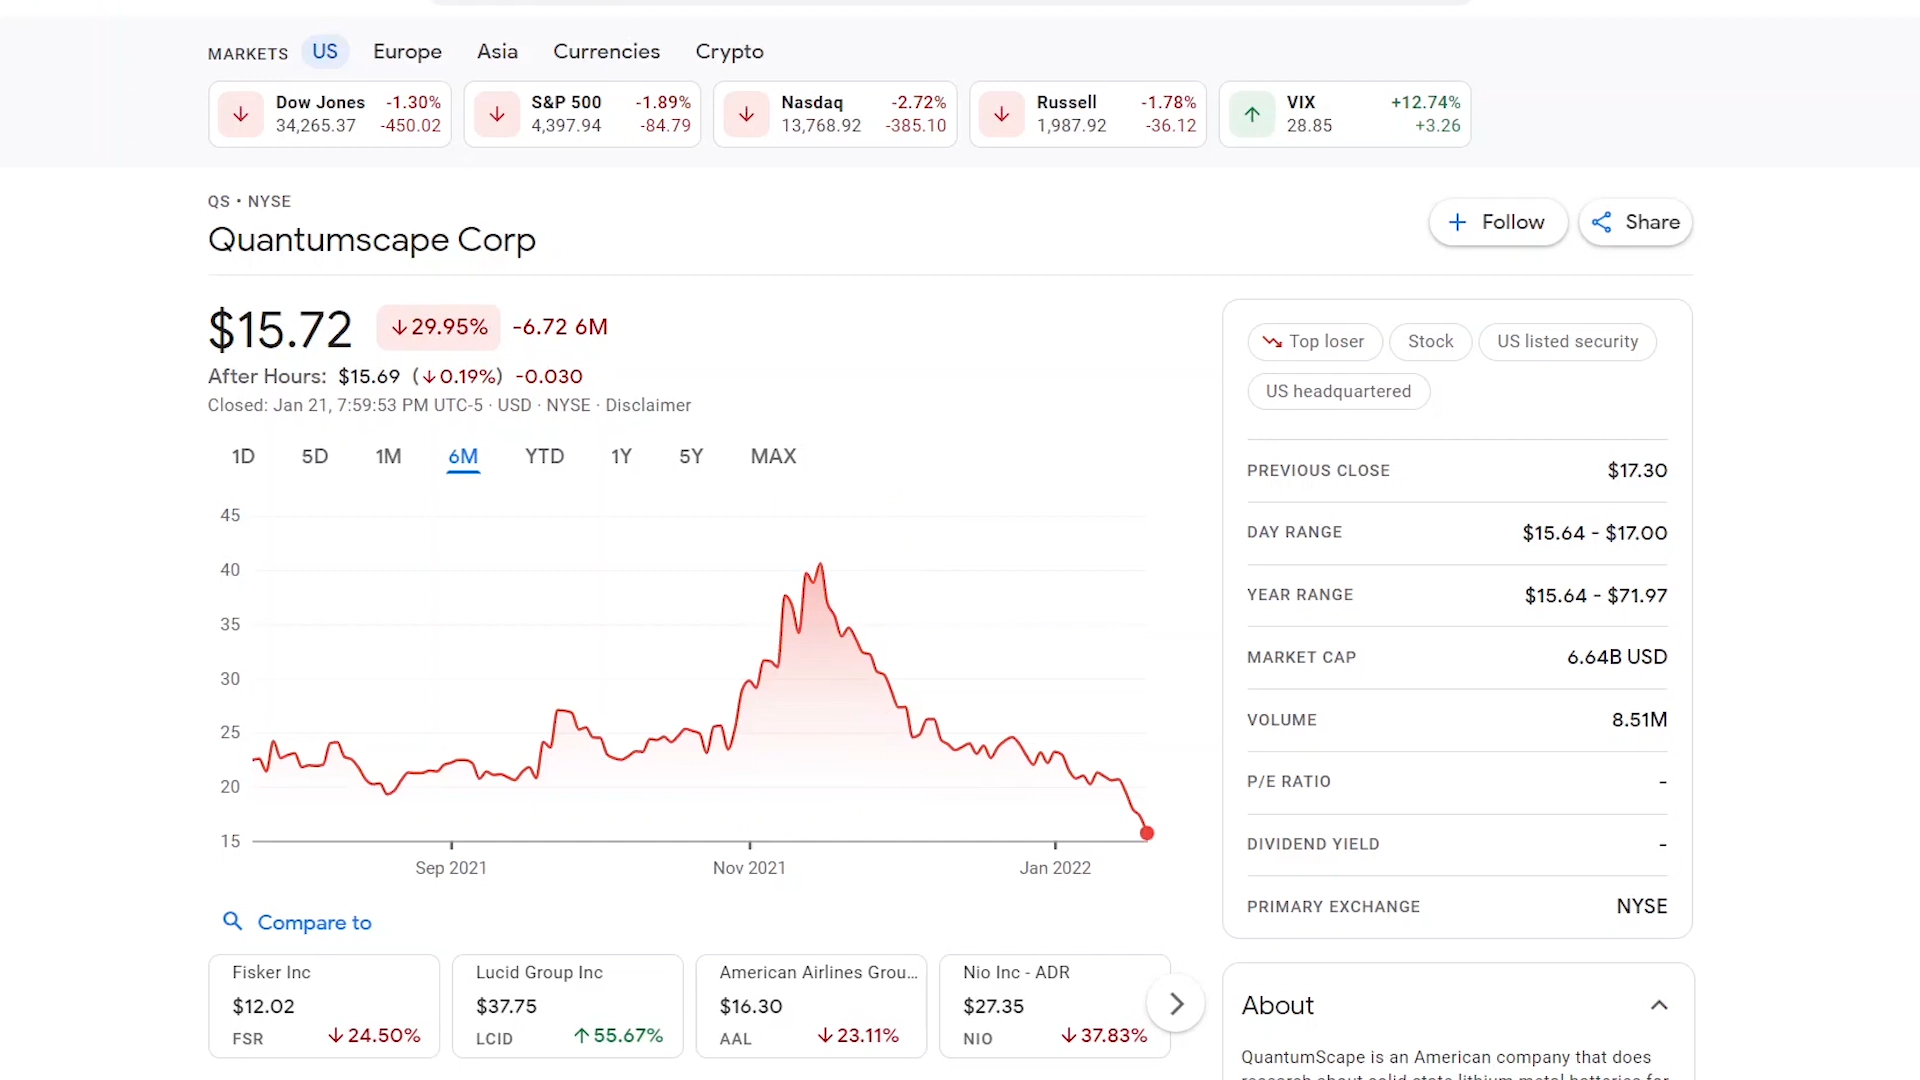 MARKETS US Europe Asia Currencies Crypto
Dow Jones -1.30%
34,265.37 -450.02
S&P 500 -1.89%
4,397.94 -84.79
Nasdaq -2.72%
13,768.92 -385.10
Russell -1.78%
1,987.92 -36.12
VIX +12.74%
28.85 +3.26
QS • NYSE
Quantumscape Corp
+ Follow
Share
$15.72 ↓29.95% -6.72 6M
After Hours: $15.69 (↓0.19%) -0.030
Closed: Jan 21, 7:59:53 PM UTC-5 · USD · NYSE · Disclaimer
1D 5D 1M 6M YTD 1Y 5Y MAX
45
40
35
30
25
20
15
Sep 2021 Nov 2021 Jan 2022
Compare to
Fisker Inc
$12.02
FSR ↓24.50%
Lucid Group Inc
$37.75
LCID ↑55.67%
American Airlines Grou...
$16.30
AAL ↓23.11%
Nio Inc - ADR
$27.35
NIO ↓37.83%
Top loser Stock US listed security
US headquartered
PREVIOUS CLOSE $17.30
DAY RANGE $15.64 - $17.00
YEAR RANGE $15.64 - $71.97
MARKET CAP 6.64B USD
VOLUME 8.51M
P/E RATIO -
DIVIDEND YIELD -
PRIMARY EXCHANGE NYSE
About
QuantumScape is an American company that does
research about solid state lithium metal batteries for